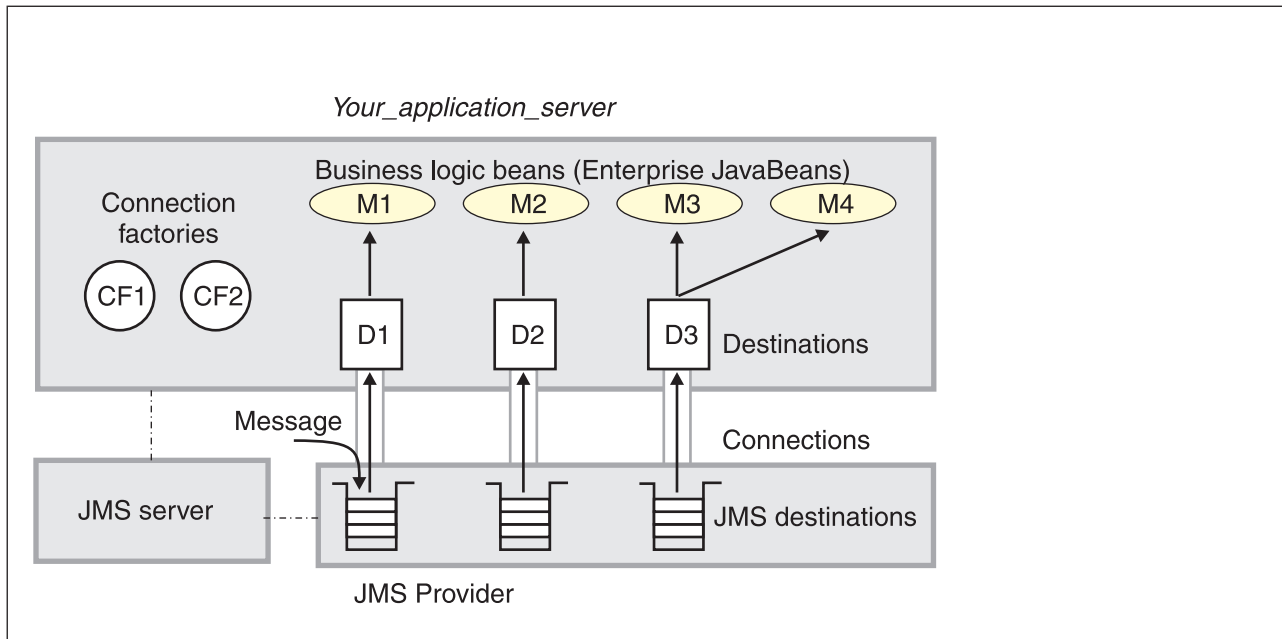 Your_application_server
Business logic beans (Enterprise JavaBeans)
Connection
factories
M1
M2
M3
M4
CF1
CF2
D1
D2
D3
Destinations
Message
Connections
JMS server
JMS destinations
JMS Provider